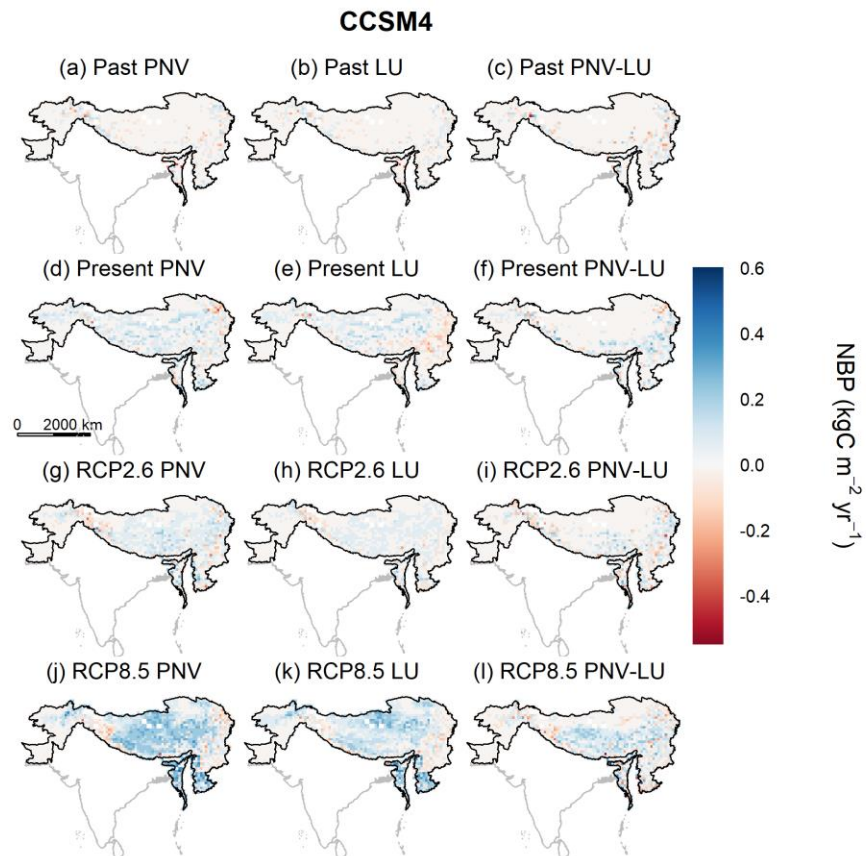 CCSM4
(a) Past PNV
(b) Past LU
(c) Past PNV-LU
(d) Present PNV
(e) Present LU
(f) Present PNV-LU
0 2000 km
(g) RCP2.6 PNV
(h) RCP2.6 LU
(i) RCP2.6 PNV-LU
(j) RCP8.5 PNV
(k) RCP8.5 LU
(l) RCP8.5 PNV-LU
0.6
0.4
0.2
0.0
-0.2
-0.4
NBP (kgC m⁻² yr⁻¹)